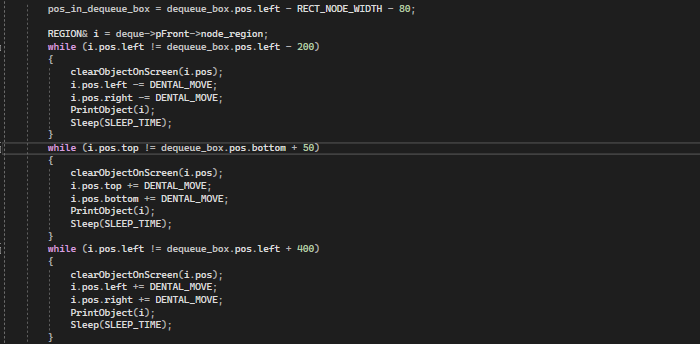 pos_in_dequeue_box = dequeue_box.pos.left - RECT_NODE_WIDTH - 80;
REGION& i = deque->pFront->node_region;
while (i.pos.left != dequeue_box.pos.left - 200)
{
clearObjectOnScreen(i.pos);
i.pos.left -= DENTAL_MOVE;
i.pos.right -= DENTAL_MOVE;
PrintObject(i);
Sleep(SLEEP_TIME);
}
while (i.pos.top != dequeue_box.pos.bottom + 50)
{
clearObjectOnScreen(i.pos);
i.pos.top += DENTAL_MOVE;
i.pos.bottom += DENTAL_MOVE;
PrintObject(i);
Sleep(SLEEP_TIME);
}
while (i.pos.left != dequeue_box.pos.left + 400)
{
clearObjectOnScreen(i.pos);
i.pos.left += DENTAL_MOVE;
i.pos.right += DENTAL_MOVE;
PrintObject(i);
Sleep(SLEEP_TIME);
}